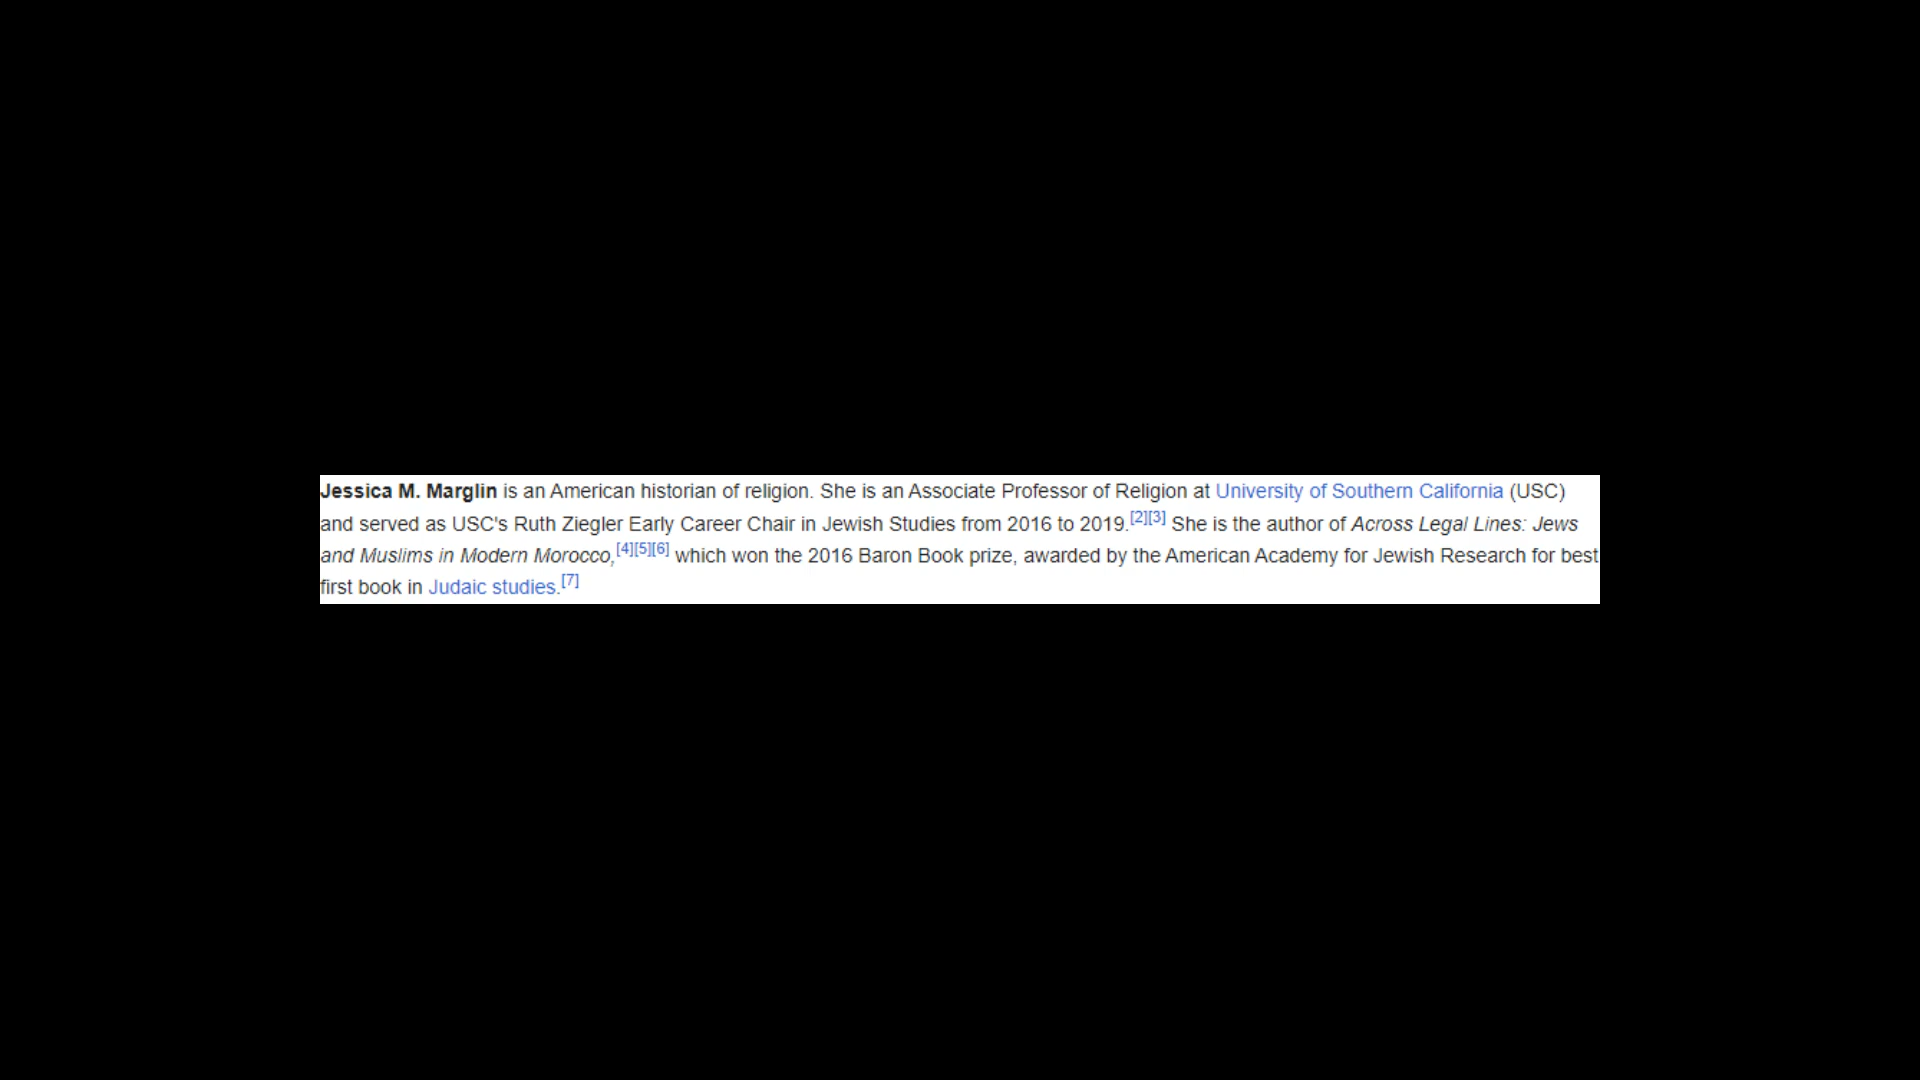 Jessica M. Marglin is an American historian of religion. She is an Associate Professor of Religion at University of Southern California (USC)
and served as USC's Ruth Ziegler Early Career Chair in Jewish Studies from 2016 to 2019.[2][3] She is the author of Across Legal Lines: Jews
and Muslims in Modern Morocco,[4][5][6] which won the 2016 Baron Book prize, awarded by the American Academy for Jewish Research for best
first book in Judaic studies.[7]